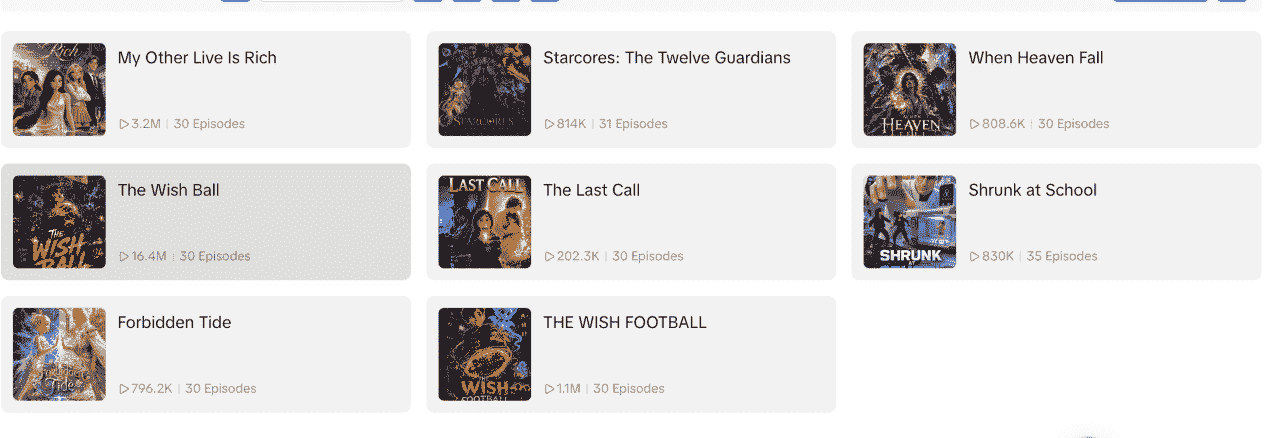 Rich
My Other Live Is Rich
3.2M | 30 Episodes
STARCORES
Starcores: The Twelve Guardians
814K | 31 Episodes
HEAVEN
When Heaven Fall
808.6K | 30 Episodes
THE
WISH
BALL
The Wish Ball
16.4M | 30 Episodes
LAST CALL
The Last Call
202.3K | 30 Episodes
SHRUNK
AT
Shrunk at School
830K | 35 Episodes
Forbidden
Tide
Forbidden Tide
796.2K | 30 Episodes
WISH
FOOTBALL
THE WISH FOOTBALL
1.1M | 30 Episodes